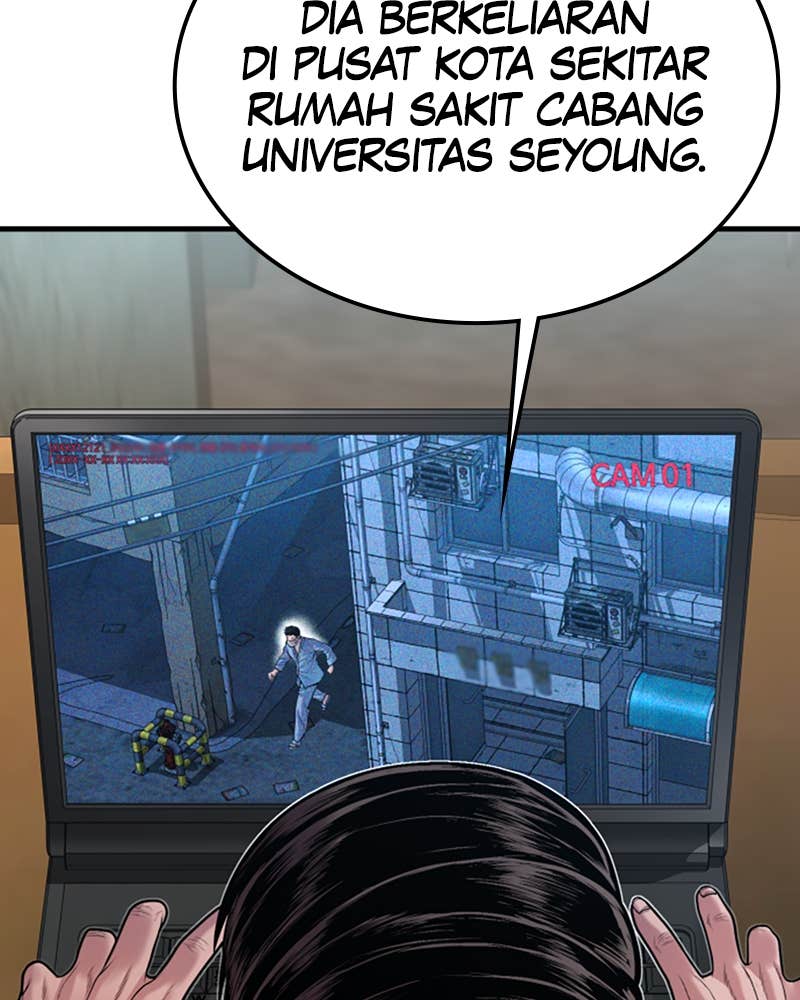 DIA BERKELIARAN
DI PUSAT KOTA SEKITAR
RUMAH SAKIT CABANG
UNIVERSITAS SEYOUNG.
CAM 01